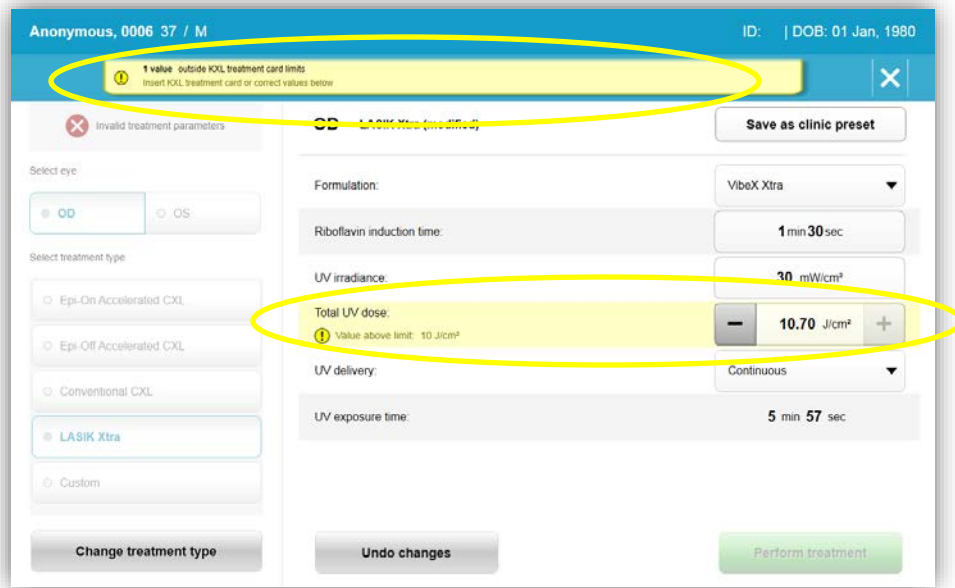 Anonymous, 0006 37 / M
ID: | DOB: 01 Jan, 1980
1 value outside KXL treatment card limits
Insert KXL treatment card or correct values below
Invalid treatment parameters
LASIK Xtra (modified)
Save as clinic preset
Select eye
OD
OS
Select treatment type
Epi-On Accelerated CXL
Epi-Off Accelerated CXL
Conventional CXL
LASIK Xtra
Custom
Change treatment type
Formulation:
VibeX Xtra
Riboflavin induction time:
1 min 30 sec
UV irradiance:
30 mW/cm²
Total UV dose:
Value above limit: 10 J/cm²
10.70 J/cm²
UV delivery:
Continuous
UV exposure time:
5 min 57 sec
Undo changes
Perform treatment